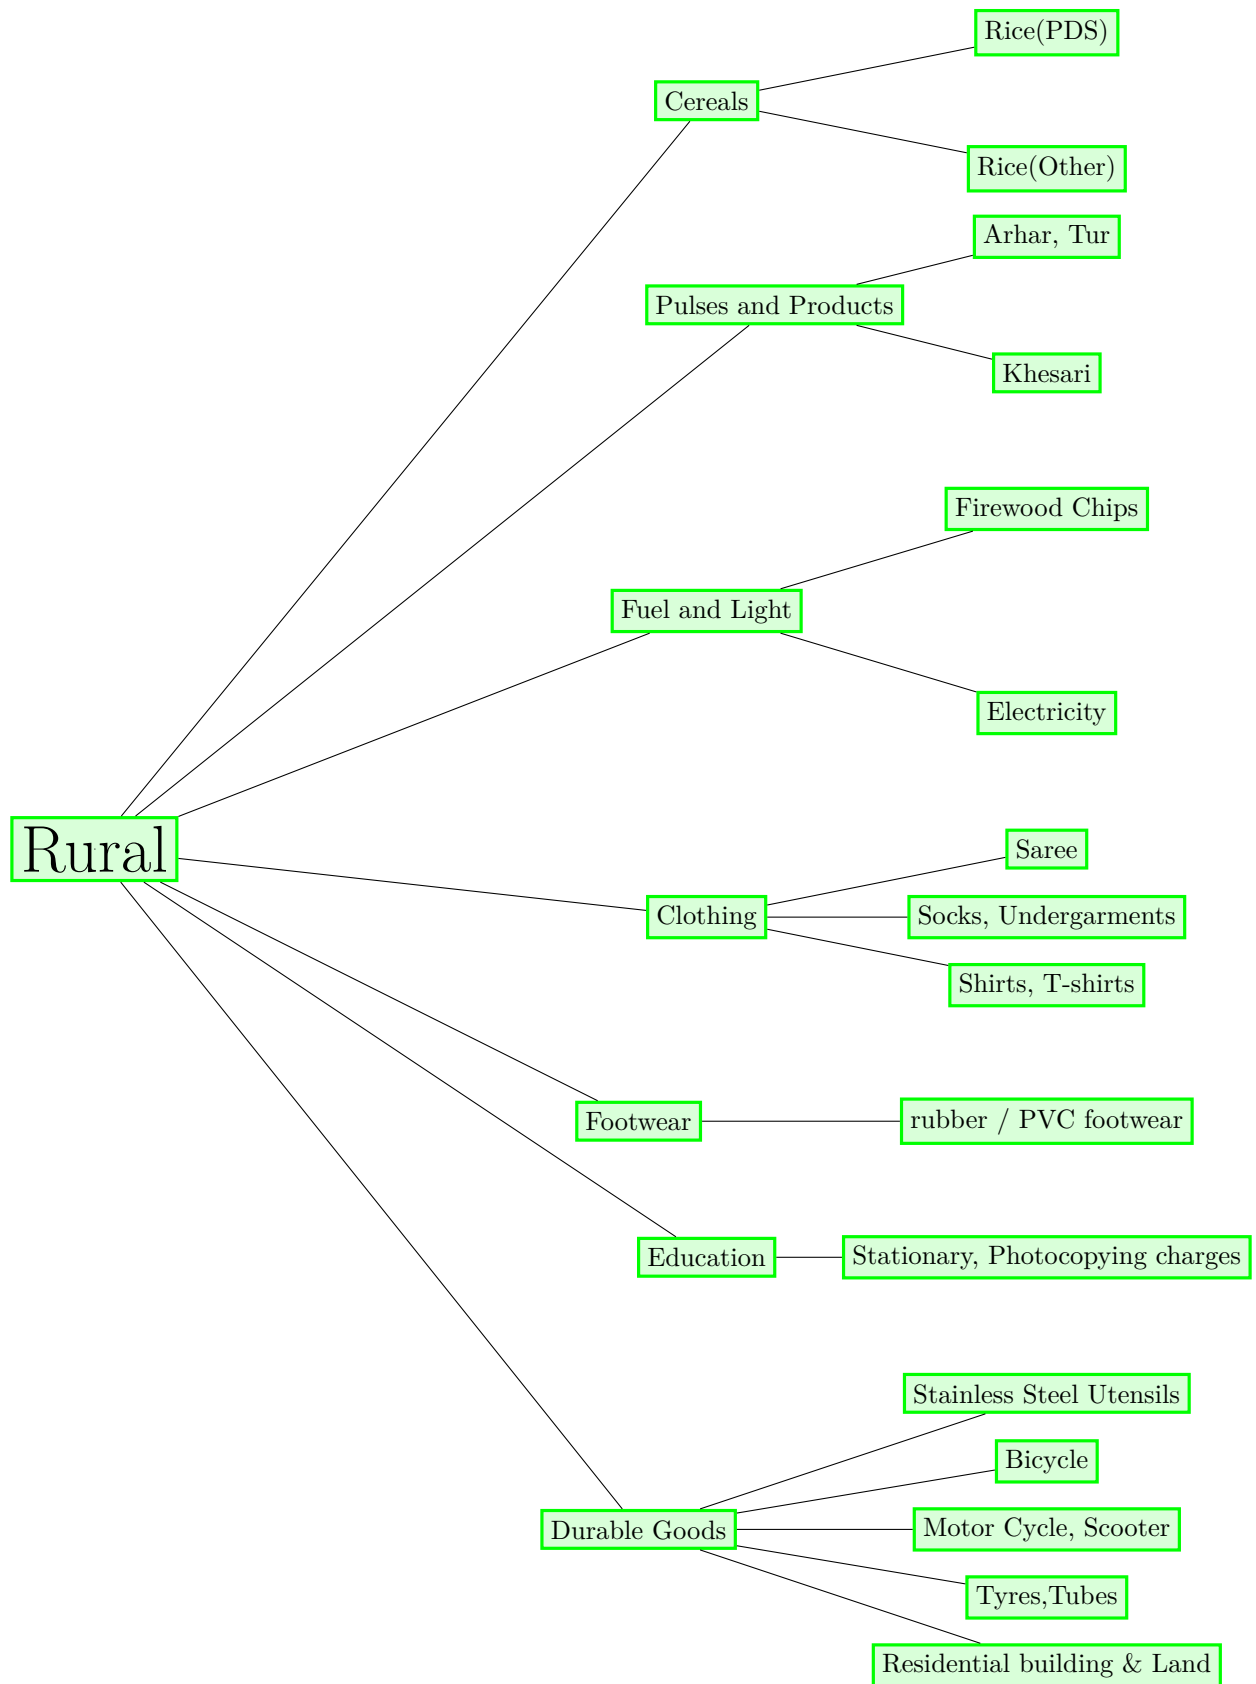 Rural
Cereals
Rice(PDS)
Rice(Other)
Pulses and Products
Arhar, Tur
Khesari
Fuel and Light
Firewood Chips
Electricity
Clothing
Saree
Socks, Undergarments
Shirts, T-shirts
Footwear
rubber / PVC footwear
Education
Stationary, Photocopying charges
Durable Goods
Stainless Steel Utensils
Bicycle
Motor Cycle, Scooter
Tyres,Tubes
Residential building & Land